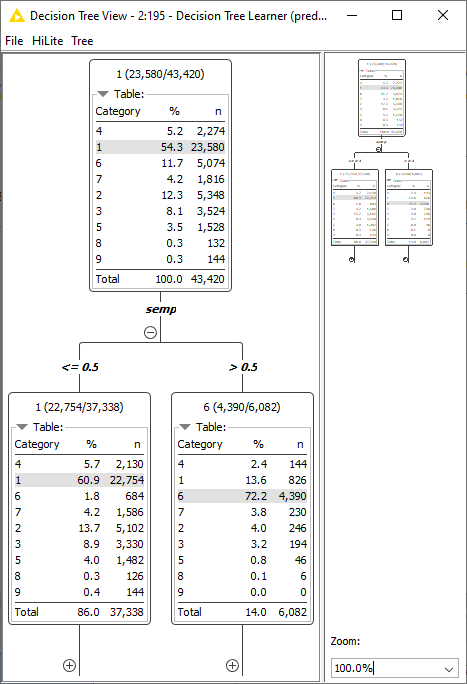 Decision Tree View - 2:195 - Decision Tree Learner (pred...
File HiLite Tree
1 (23,580/43,420)
Table:
Category % n
4 5.2 2,274
1 54.3 23,580
6 11.7 5,074
7 4.2 1,816
2 12.3 5,348
3 8.1 3,524
5 3.5 1,528
8 0.3 132
9 0.3 144
Total 100.0 43,420
semp
<= 0.5
> 0.5
1 (22,754/37,338)
Table:
Category % n
4 5.7 2,130
1 60.9 22,754
6 1.8 684
7 4.2 1,586
2 13.7 5,102
3 8.9 3,330
5 4.0 1,482
8 0.3 126
9 0.4 144
Total 86.0 37,338
6 (4,390/6,082)
Table:
Category % n
4 2.4 144
1 13.6 826
6 72.2 4,390
7 3.8 230
2 4.0 246
3 3.2 194
5 0.8 46
8 0.1 6
9 0.0 0
Total 14.0 6,082
Zoom:
100.0%